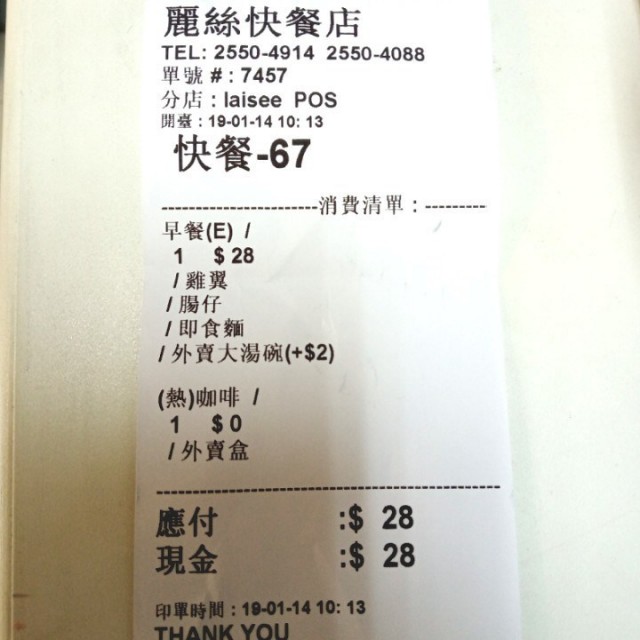 麗絲快餐店
TEL: 2550-4914 2550-4088
單號 # : 7457
分店 : laisee POS
開臺 : 19-01-14 10: 13
快餐-67
-----------------------消費清單 : ---------
早餐(E) /
1 $ 28
/ 雞翼
/ 腸仔
/ 即食麵
/ 外賣大湯碗(+$2)
(熱)咖啡 /
1 $ 0
/ 外賣盒
--------------------------------------------
應付 :$ 28
現金 :$ 28
印單時間 : 19-01-14 10: 13
THANK YOU